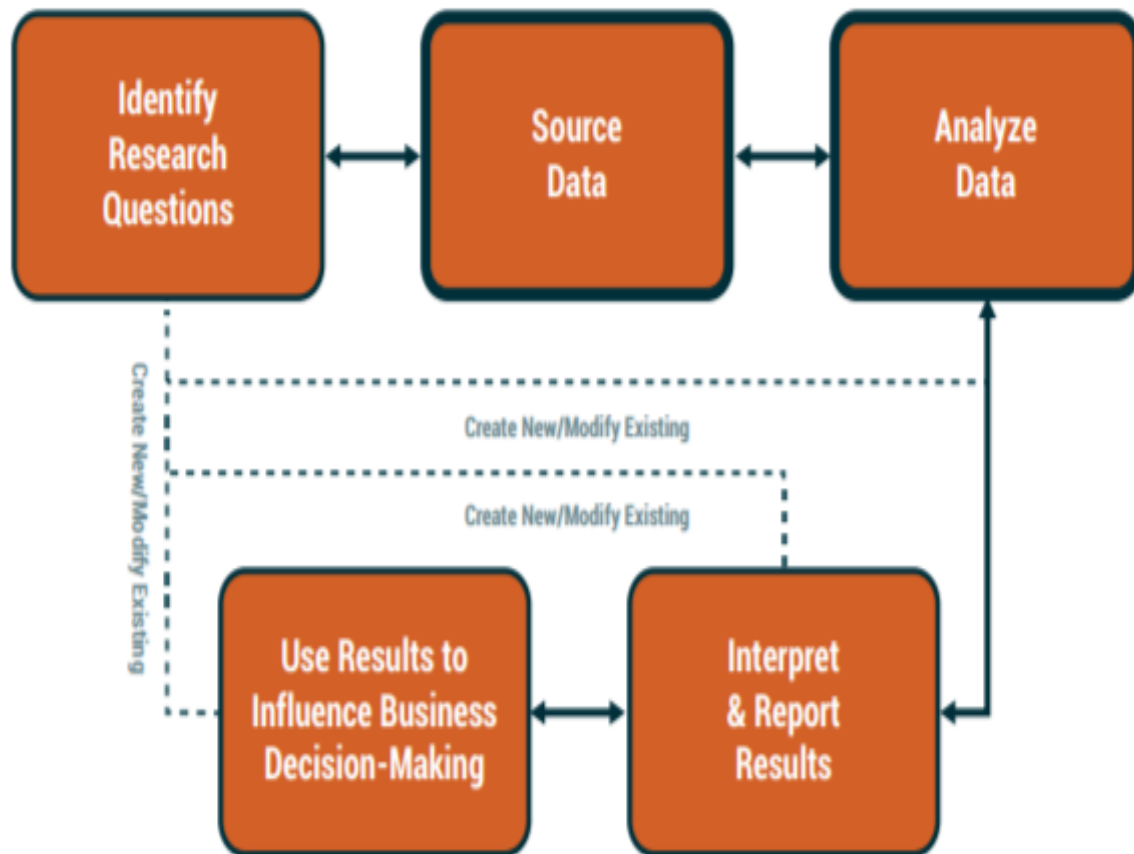 Identify
Research
Questions
Source
Data
Analyze
Data
Create New/Modify Existing
Create New/Modify Existing
Create New/Modify Existing
Use Results to
Influence Business
Decision-Making
Interpret
& Report
Results